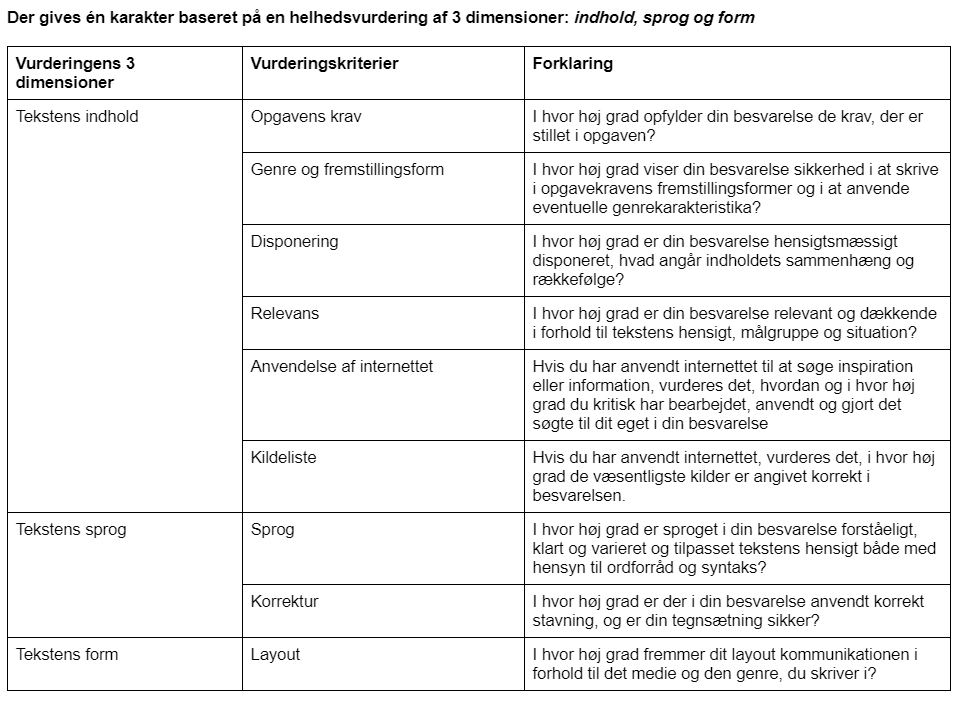 Der gives én karakter baseret på en helhedsvurdering af 3 dimensioner: indhold, sprog og form
Vurderingens 3
dimensioner
Vurderingskriterier
Forklaring
Tekstens indhold
Opgavens krav
I hvor høj grad opfylder din besvarelse de krav, der er
stillet i opgaven?
Genre og fremstillingsform
I hvor høj grad viser din besvarelse sikkerhed i at skrive
i opgavekravens fremstillingsformer og i at anvende
eventuelle genrekarakteristika?
Disponering
I hvor høj grad er din besvarelse hensigtsmæssigt
disponeret, hvad angår indholdets sammenhæng og
rækkefølge?
Relevans
I hvor høj grad er din besvarelse relevant og dækkende
i forhold til tekstens hensigt, målgruppe og situation?
Anvendelse af internettet
Hvis du har anvendt internettet til at søge inspiration
eller information, vurderes det, hvordan og i hvor høj
grad du kritisk har bearbejdet, anvendt og gjort det
søgte til dit eget i din besvarelse
Kildeliste
Hvis du har anvendt internettet, vurderes det, i hvor høj
grad de væsentligste kilder er angivet korrekt i
besvarelsen.
Tekstens sprog
Sprog
I hvor høj grad er sproget i din besvarelse forståeligt,
klart og varieret og tilpasset tekstens hensigt både med
hensyn til ordforråd og syntaks?
Korrektur
I hvor høj grad er der i din besvarelse anvendt korrekt
stavning, og er din tegnsætning sikker?
Tekstens form
Layout
I hvor høj grad fremmer dit layout kommunikationen i
forhold til det medie og den genre, du skriver i?